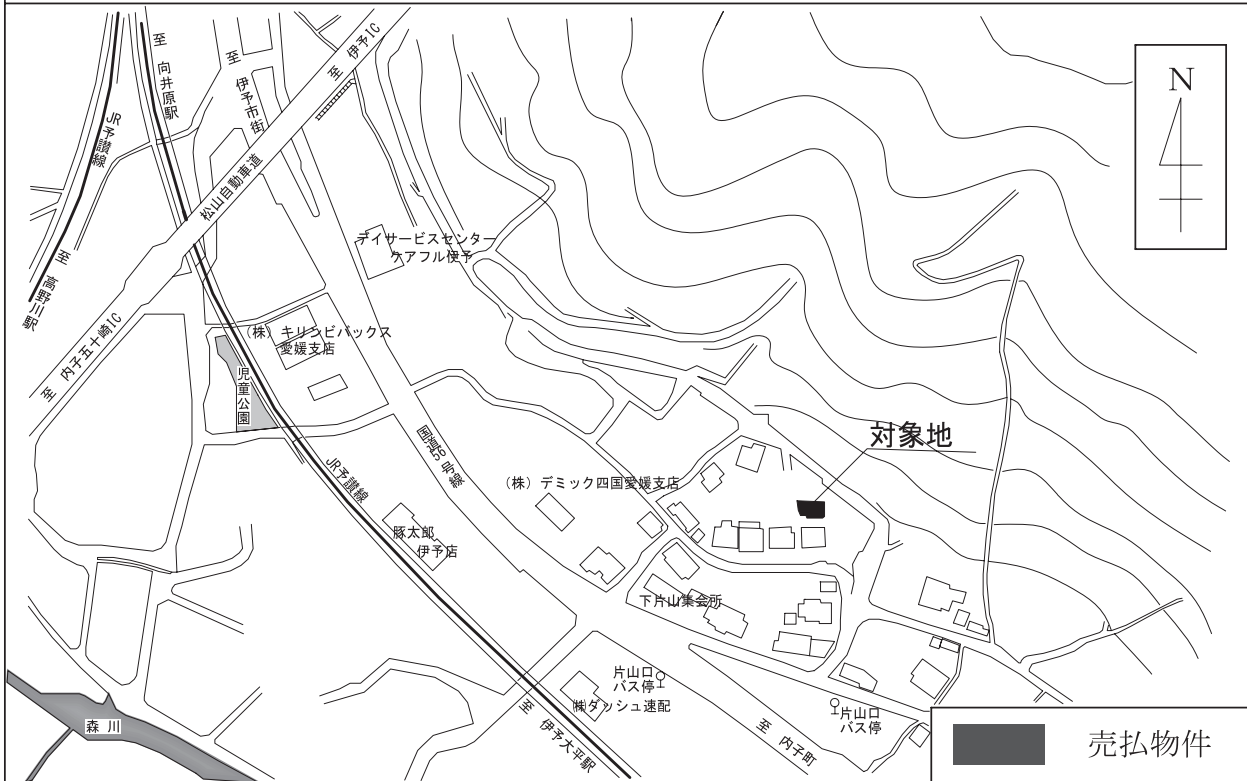 至 向井原駅
JR予讃線
至 伊予市街
至 伊予IC
松山自動車道
至 高野川駅
至 内子五十崎IC
デイサービスセンター
ケアフル伊予
(株)キリンビバックス
愛媛支店
児童公園
国道56号線
JR予讃線
豚太郎
伊予店
(株)デミック四国愛媛支店
対象地
下片山集会所
片山口
バス停
㈱ダッシュ速配
至 伊予大平駅
至 内子町
片山口
バス停
森川
N
売払物件